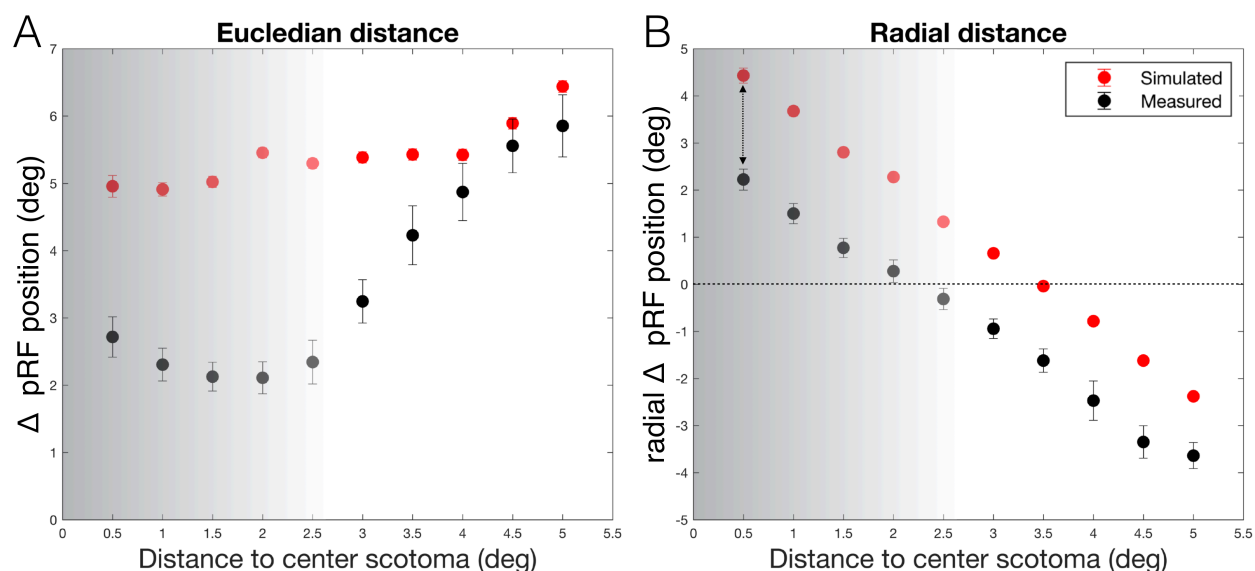 A
Eucledian distance
Δ pRF position (deg)
7
6
5
4
3
2
1
0
0 0.5 1 1.5 2 2.5 3 3.5 4 4.5 5 5.5
Distance to center scotoma (deg)
B
Radial distance
radial Δ pRF position (deg)
5
4
3
2
1
0
-1
-2
-3
-4
-5
Simulated
Measured
0 0.5 1 1.5 2 2.5 3 3.5 4 4.5 5 5.5
Distance to center scotoma (deg)